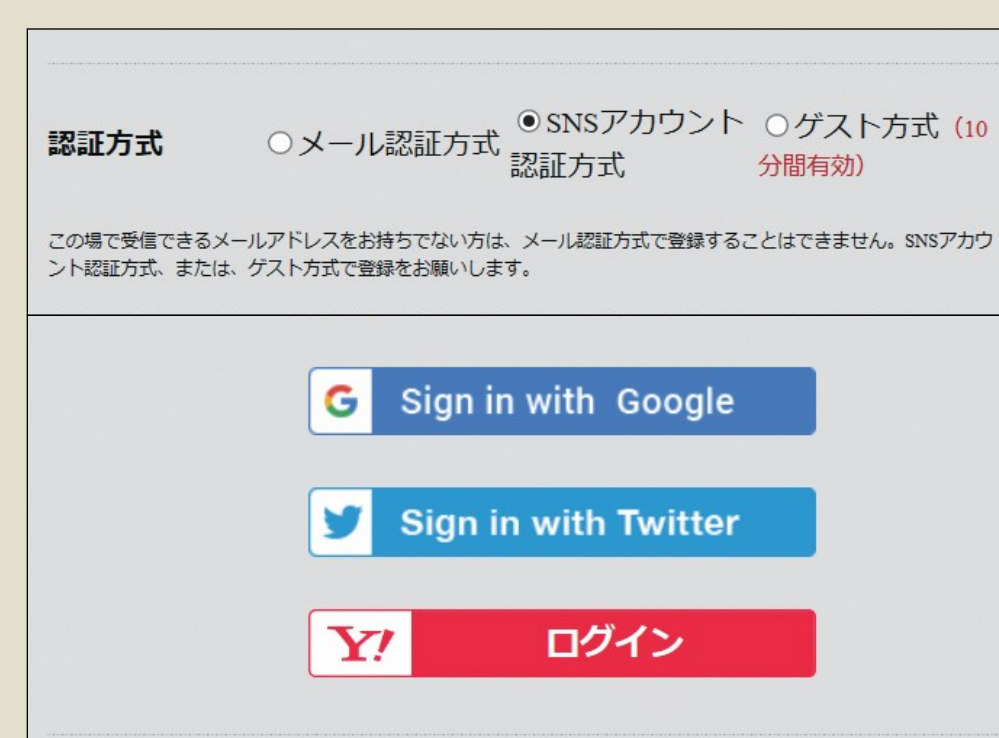 認証方式
○メール認証方式
◉SNSアカウント
認証方式
○ゲスト方式（10
分間有効）
この場で受信できるメールアドレスをお持ちでない方は、メール認証方式で登録することはできません。SNSアカウ
ント認証方式、または、ゲスト方式で登録をお願いします。
G Sign in with Google
Sign in with Twitter
Y! ログイン